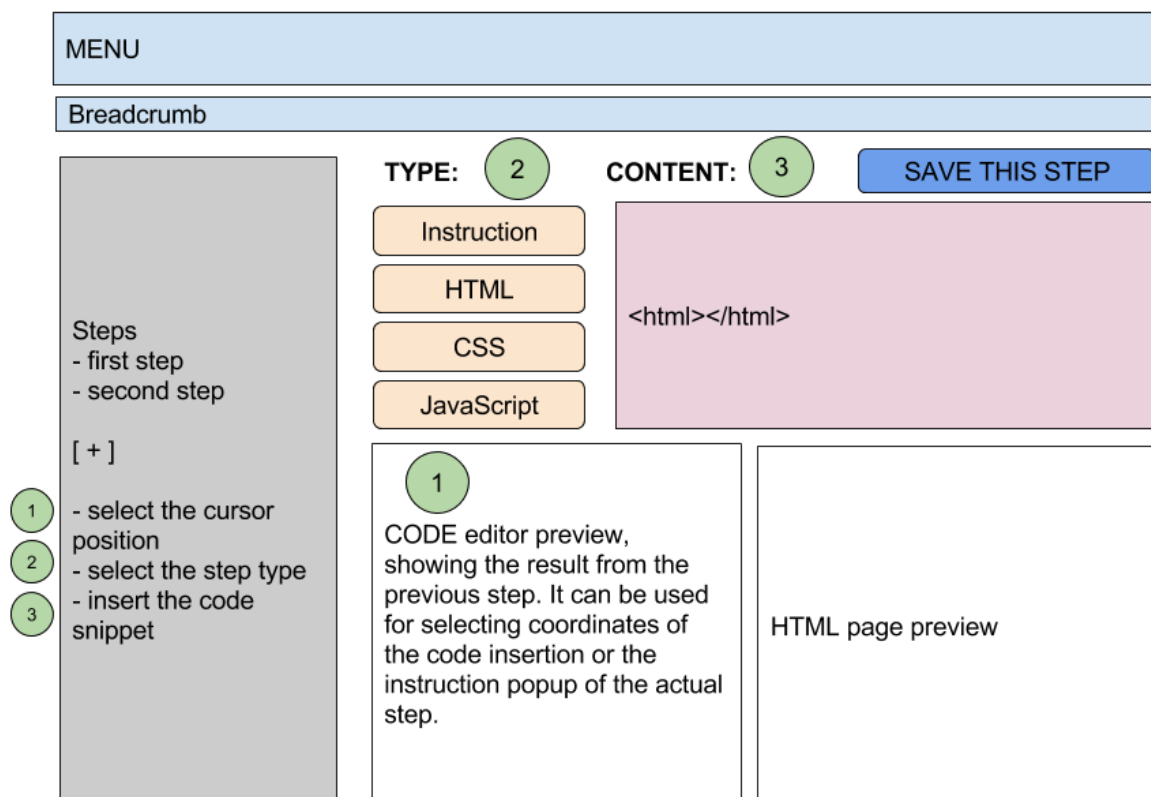 MENU
Breadcrumb
TYPE: 2 CONTENT: 3 SAVE THIS STEP
Instruction
HTML
CSS
JavaScript
<html></html>
Steps
- first step
- second step
[ + ]
1 - select the cursor
position
2 - select the step type
3 - insert the code
snippet
1
CODE editor preview,
showing the result from the
previous step. It can be used
for selecting coordinates of
the code insertion or the
instruction popup of the actual
step.
HTML page preview